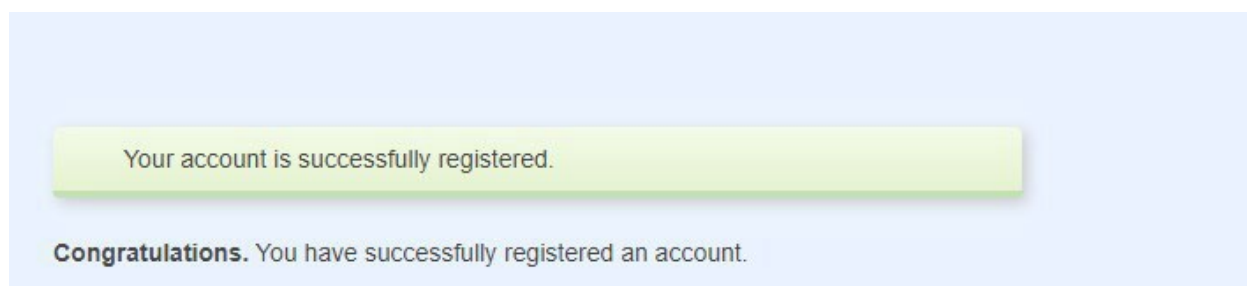 Your account is successfully registered.
Congratulations. You have successfully registered an account.